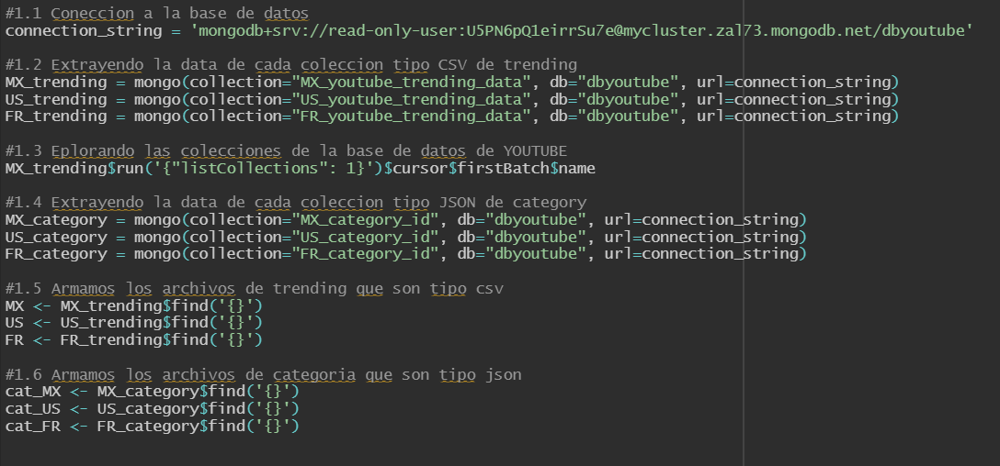 #1.1 Coneccion a la base de datos
connection_string = 'mongodb+srv://read-only-user:U5PN6pQ1eirrSu7e@mycluster.zal73.mongodb.net/dbyoutube'
#1.2 Extrayendo la data de cada coleccion tipo CSV de trending
MX_trending = mongo(collection="MX_youtube_trending_data", db="dbyoutube", url=connection_string)
US_trending = mongo(collection="US_youtube_trending_data", db="dbyoutube", url=connection_string)
FR_trending = mongo(collection="FR_youtube_trending_data", db="dbyoutube", url=connection_string)
#1.3 Eplorando las colecciones de la base de datos de YOUTUBE
MX_trending$run('{"listCollections": 1}')$cursor$firstBatch$name
#1.4 Extrayendo la data de cada coleccion tipo JSON de category
MX_category = mongo(collection="MX_category_id", db="dbyoutube", url=connection_string)
US_category = mongo(collection="US_category_id", db="dbyoutube", url=connection_string)
FR_category = mongo(collection="FR_category_id", db="dbyoutube", url=connection_string)
#1.5 Armamos los archivos de trending que son tipo csv
MX <- MX_trending$find('{}')
US <- US_trending$find('{}')
FR <- FR_trending$find('{}')
#1.6 Armamos los archivos de categoria que son tipo json
cat_MX <- MX_category$find('{}')
cat_US <- US_category$find('{}')
cat_FR <- FR_category$find('{}')